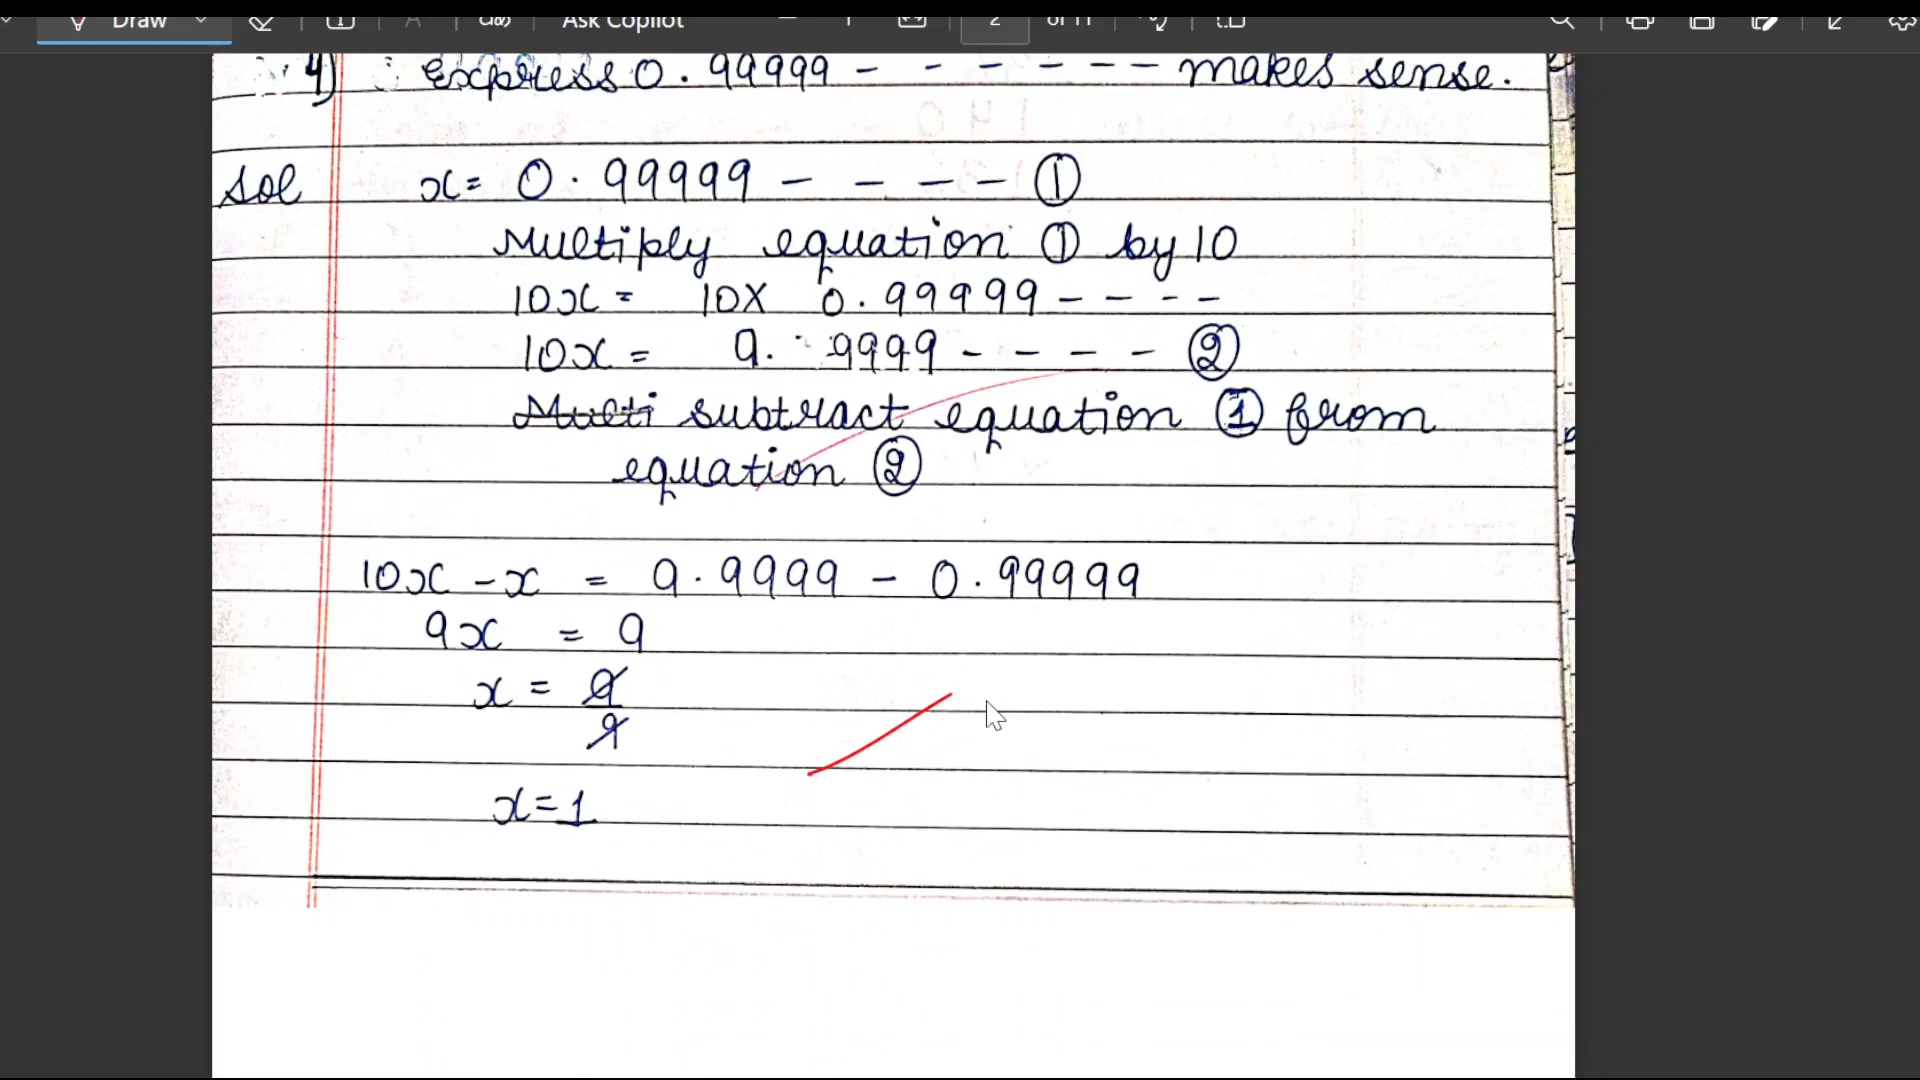 Draw
Ask Copilot
2 of 11
4) Express 0.99999 - - - - - - makes sense.
Sol x = 0.99999 - - - - ①
Multiply equation ① by 10
10x = 10x 0.99999 - - - -
10x = 9. 9999 - - - - ②
Multi subtract equation ① from
equation ②
10x - x = 9.9999 - 0.99999
9x = 9
x = 9
9
x = 1